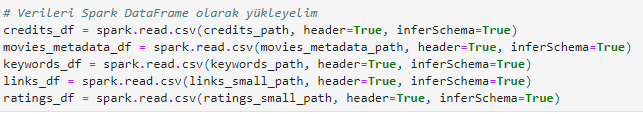 # Verileri Spark DataFrame olarak yükleyelim
credits_df = spark.read.csv(credits_path, header=True, inferSchema=True)
movies_metadata_df = spark.read.csv(movies_metadata_path, header=True, inferSchema=True)
keywords_df = spark.read.csv(keywords_path, header=True, inferSchema=True)
links_df = spark.read.csv(links_small_path, header=True, inferSchema=True)
ratings_df = spark.read.csv(ratings_small_path, header=True, inferSchema=True)